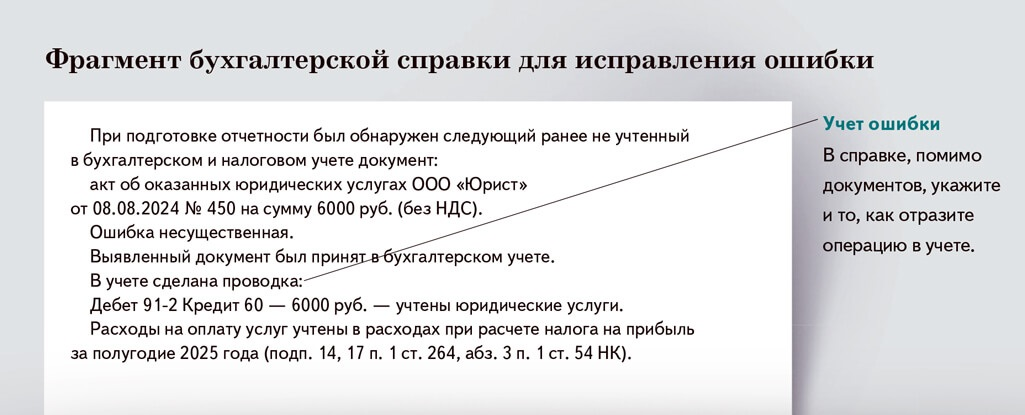 Фрагмент бухгалтерской справки для исправления ошибки
При подготовке отчетности был обнаружен следующий ранее не учтенный
в бухгалтерском и налоговом учете документ:
акт об оказанных юридических услугах ООО «Юрист»
от 08.08.2024 № 450 на сумму 6000 руб. (без НДС).
Ошибка несущественная.
Выявленный документ был принят в бухгалтерском учете.
В учете сделана проводка:
Дебет 91-2 Кредит 60 — 6000 руб. — учтены юридические услуги.
Расходы на оплату услуг учтены в расходах при расчете налога на прибыль
за полугодие 2025 года (подп. 14, 17 п. 1 ст. 264, абз. 3 п. 1 ст. 54 НК).
Учет ошибки
В справке, помимо
документов, укажите
и то, как отразите
операцию в учете.